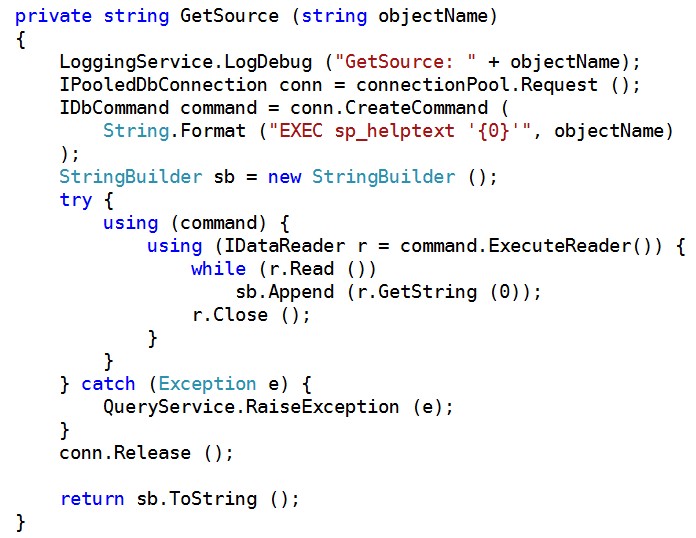 private string GetSource (string objectName)
{
    LoggingService.LogDebug ("GetSource: " + objectName);
    IPooledDbConnection conn = connectionPool.Request ();
    IDbCommand command = conn.CreateCommand (
        String.Format ("EXEC sp_helptext '{0}'", objectName)
    );
    StringBuilder sb = new StringBuilder ();
    try {
        using (command) {
            using (IDataReader r = command.ExecuteReader()) {
                while (r.Read ())
                    sb.Append (r.GetString (0));
                r.Close ();
            }
        }
    } catch (Exception e) {
        QueryService.RaiseException (e);
    }
    conn.Release ();

    return sb.ToString ();
}